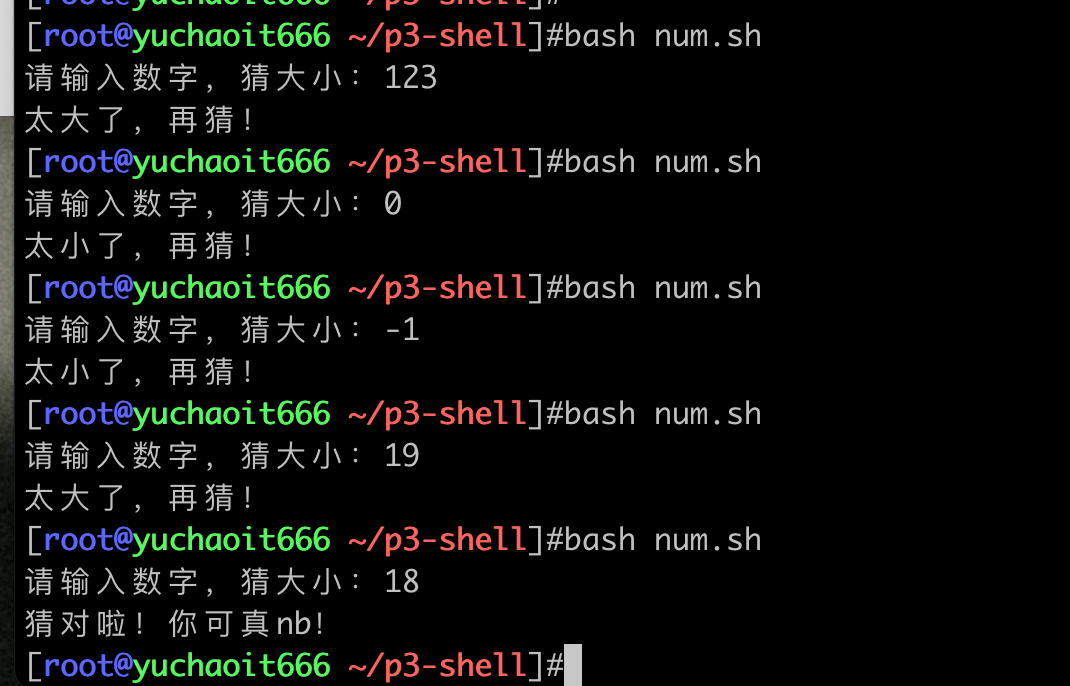 [root@yuchaoit666 ~/p3-shell]#
[root@yuchaoit666 ~/p3-shell]#bash num.sh
请输入数字，猜大小：123
太大了，再猜！
[root@yuchaoit666 ~/p3-shell]#bash num.sh
请输入数字，猜大小：0
太小了，再猜！
[root@yuchaoit666 ~/p3-shell]#bash num.sh
请输入数字，猜大小：-1
太小了，再猜！
[root@yuchaoit666 ~/p3-shell]#bash num.sh
请输入数字，猜大小：19
太大了，再猜！
[root@yuchaoit666 ~/p3-shell]#bash num.sh
请输入数字，猜大小：18
猜对啦！你可真nb!
[root@yuchaoit666 ~/p3-shell]#